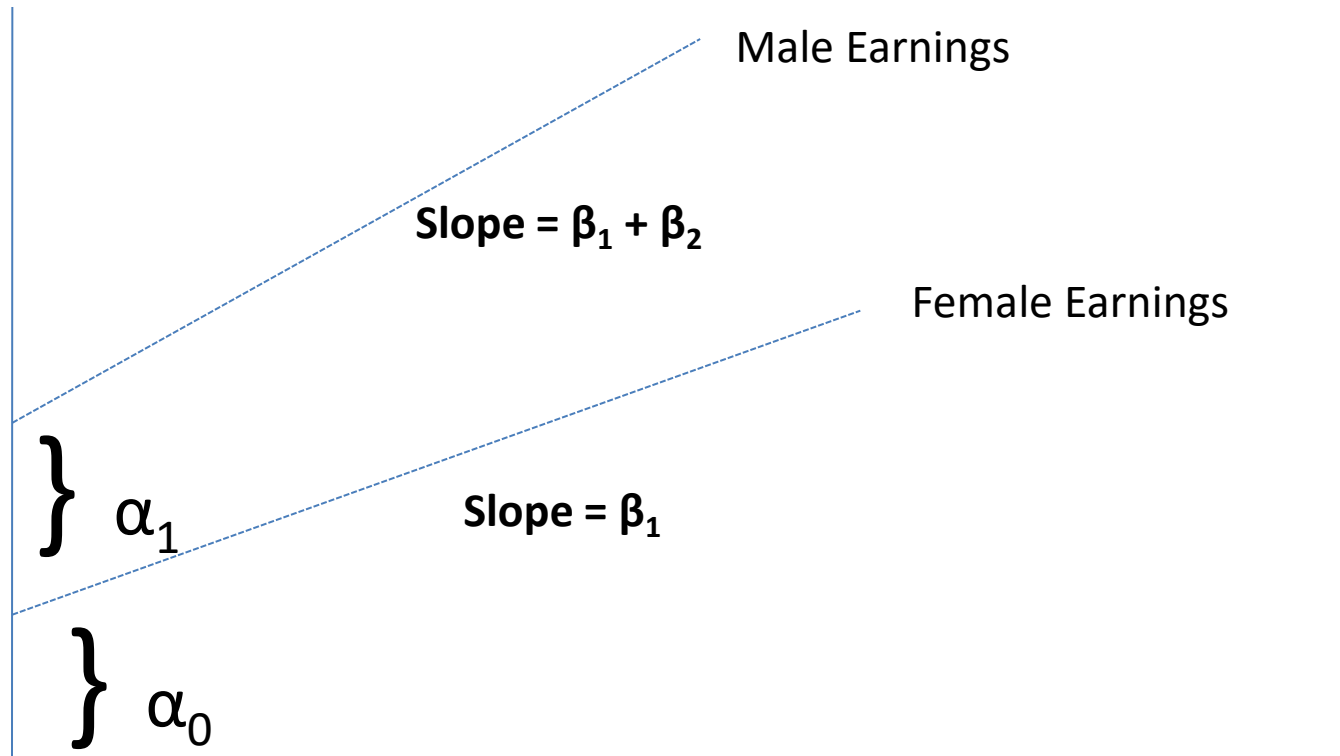 Male Earnings
Slope = β₁ + β₂
Female Earnings
} α₁
Slope = β₁
} α₀